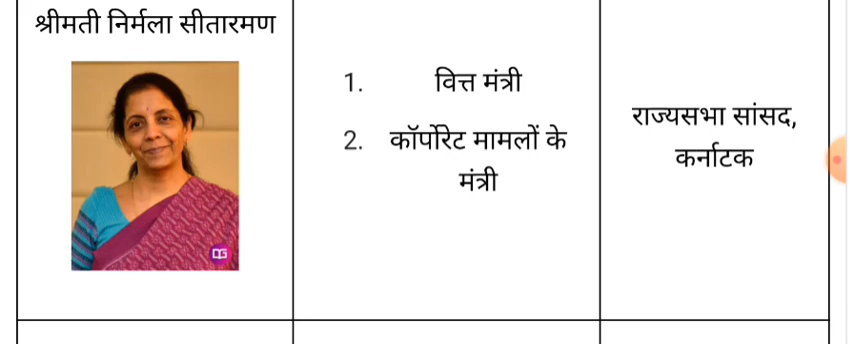 श्रीमती निर्मला सीतारमण
1. वित्त मंत्री
2. कॉर्पोरेट मामलों के
मंत्री
राज्यसभा सांसद,
कर्नाटक